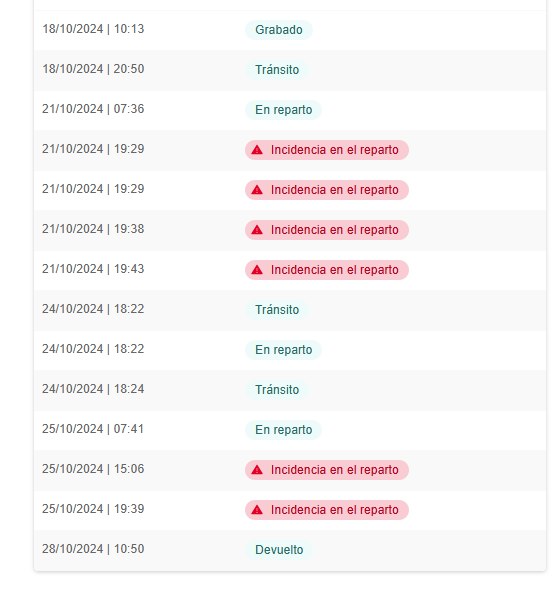 18/10/2024 | 10:13 Grabado
18/10/2024 | 20:50 Tránsito
21/10/2024 | 07:36 En reparto
21/10/2024 | 19:29 Incidencia en el reparto
21/10/2024 | 19:29 Incidencia en el reparto
21/10/2024 | 19:38 Incidencia en el reparto
21/10/2024 | 19:43 Incidencia en el reparto
24/10/2024 | 18:22 Tránsito
24/10/2024 | 18:22 En reparto
24/10/2024 | 18:24 Tránsito
25/10/2024 | 07:41 En reparto
25/10/2024 | 15:06 Incidencia en el reparto
25/10/2024 | 19:39 Incidencia en el reparto
28/10/2024 | 10:50 Devuelto